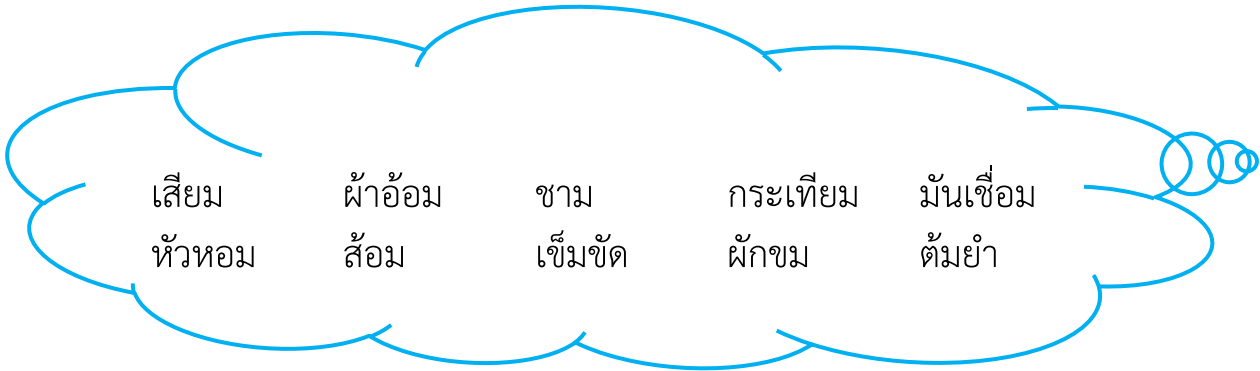 เสียม ผ้าอ้อม ชาม กระเทียม มันเชื่อม
หัวหอม ส้อม เข็มขัด ผักขม ต้มยำ